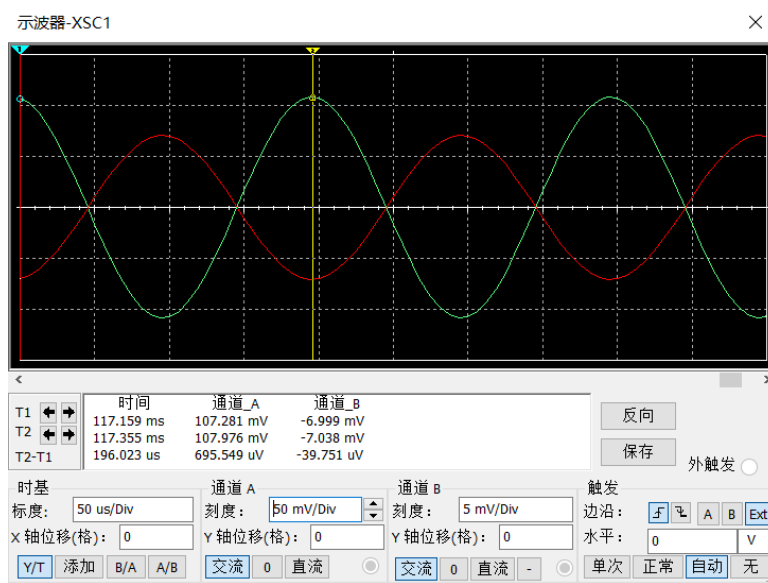 示波器-XSC1
1
2
T1
T2
T2-T1
时间 通道_A 通道_B
117.159 ms 107.281 mV -6.999 mV
117.355 ms 107.976 mV -7.038 mV
196.023 us 695.549 uV -39.751 uV
反向
保存
外触发
时基
标度: 50 us/Div
X 轴位移(格): 0
Y/T 添加 B/A A/B
通道 A
刻度: 50 mV/Div
Y 轴位移(格): 0
交流 0 直流
通道 B
刻度: 5 mV/Div
Y 轴位移(格): 0
交流 0 直流 -
触发
边沿: A B Ext
水平: 0 V
单次 正常 自动 无